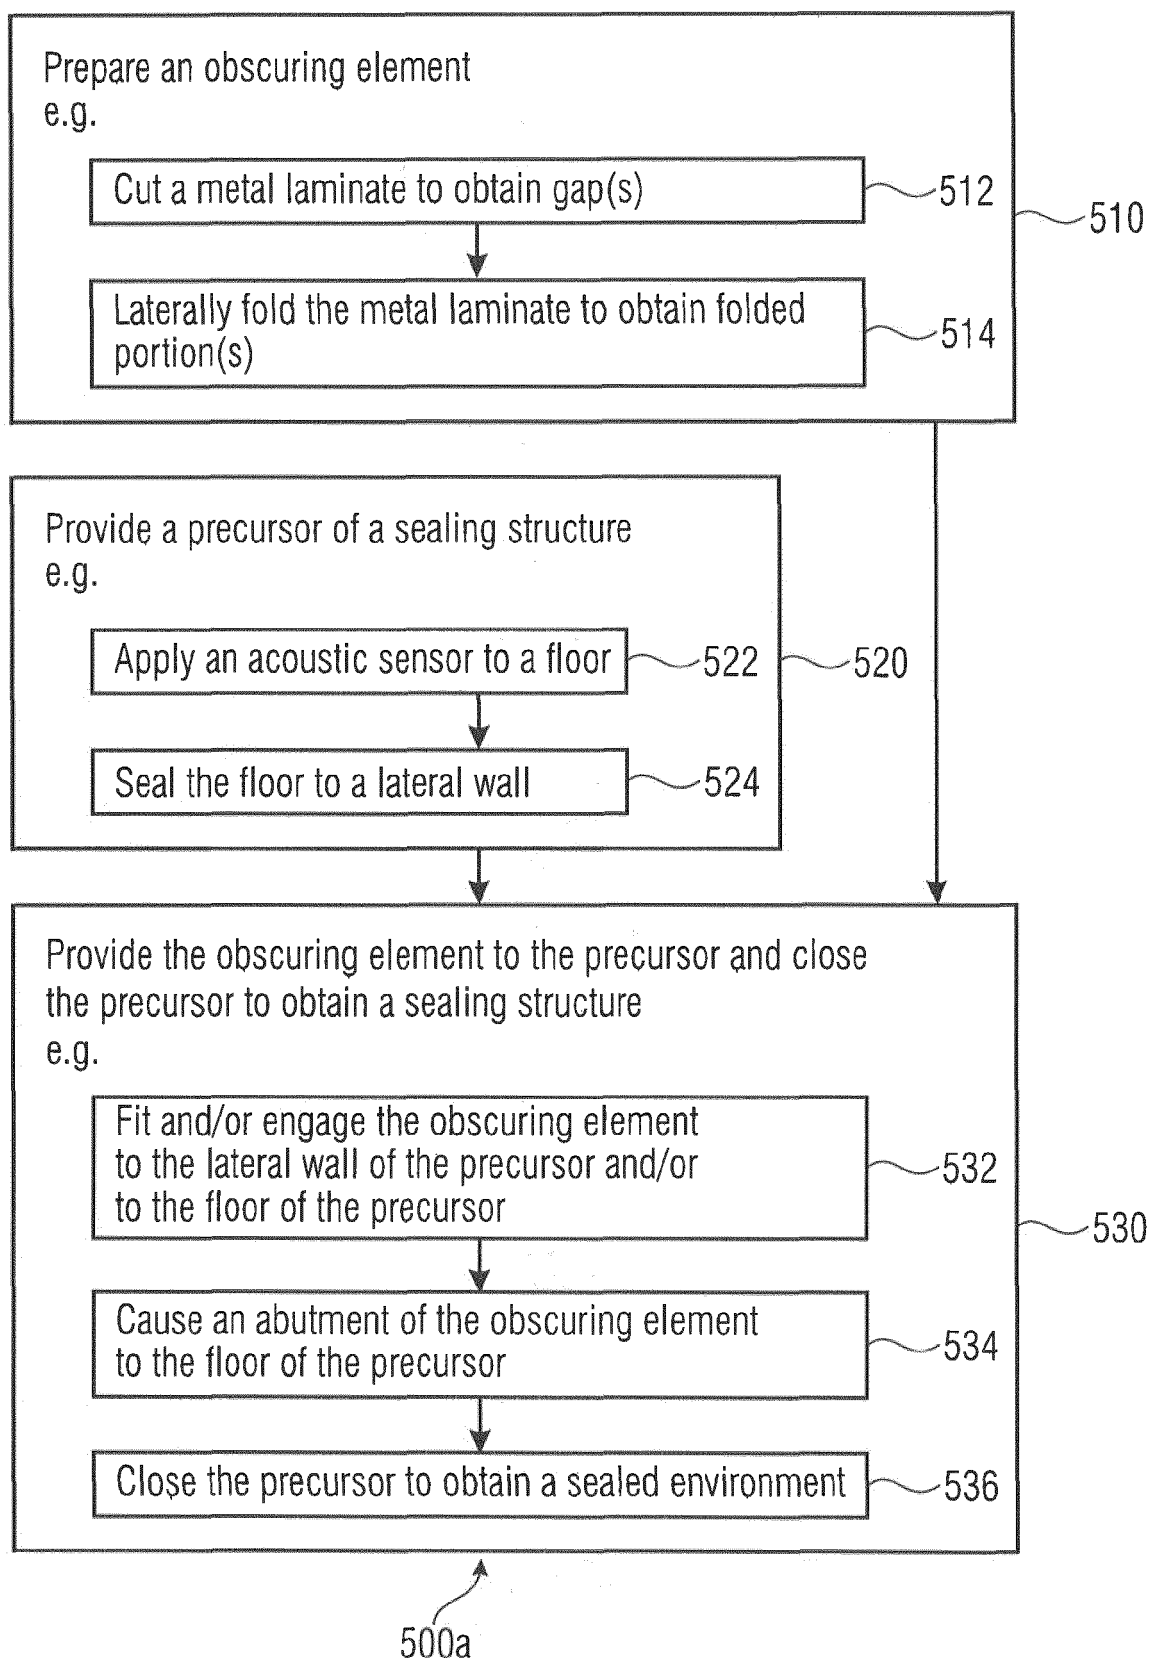 Prepare an obscuring element
e.g.
Cut a metal laminate to obtain gap(s)
512
510
Laterally fold the metal laminate to obtain folded
portion(s)
514
Provide a precursor of a sealing structure
e.g.
Apply an acoustic sensor to a floor
522
520
Seal the floor to a lateral wall
524
Provide the obscuring element to the precursor and close
the precursor to obtain a sealing structure
e.g.
Fit and/or engage the obscuring element
to the lateral wall of the precursor and/or
to the floor of the precursor
532
530
Cause an abutment of the obscuring element
to the floor of the precursor
534
Close the precursor to obtain a sealed environment
536
500a